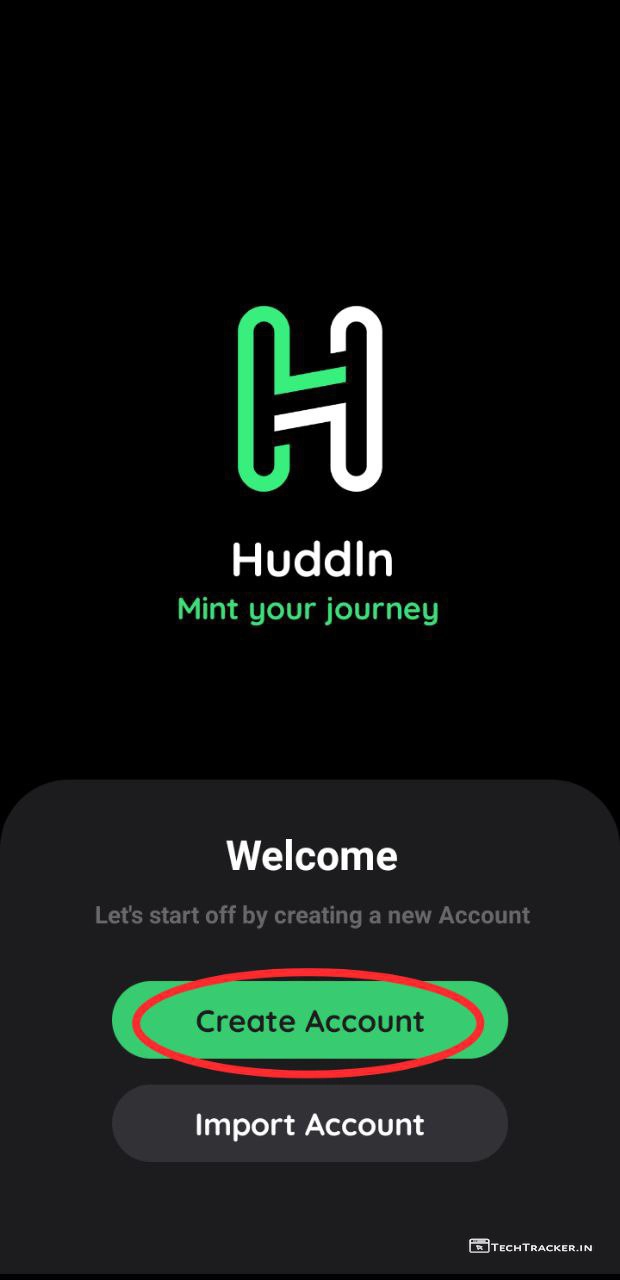 Huddln
Mint your journey
Welcome
Let's start off by creating a new Account
Create Account
Import Account
TechTracker.in